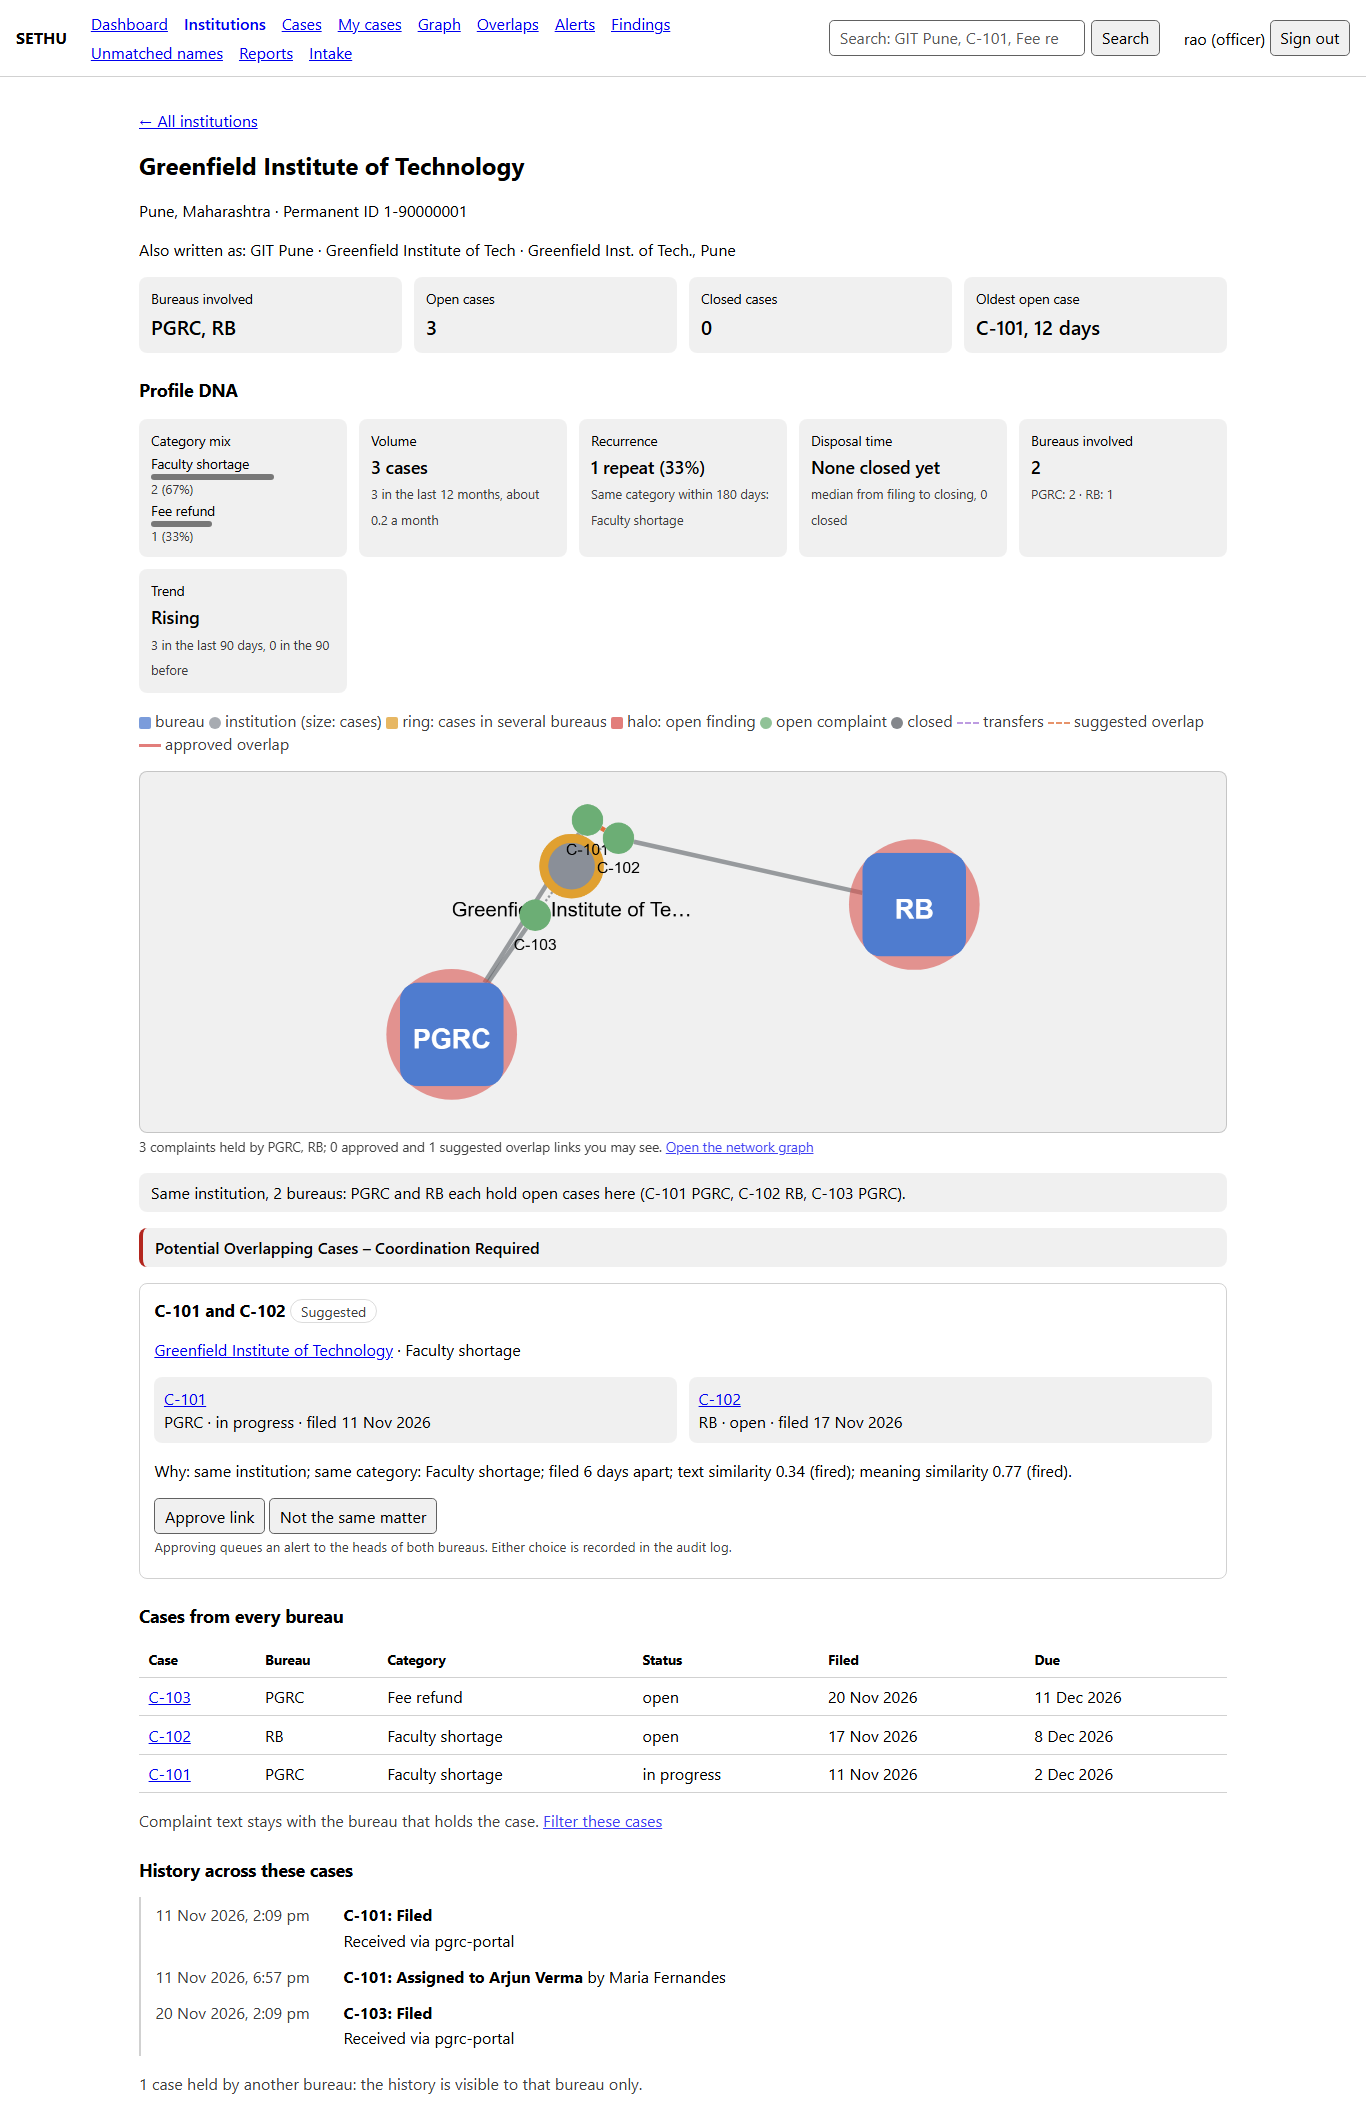 SETHU
Dashboard Institutions Cases My cases Graph Overlaps Alerts Findings
Unmatched names Reports Intake
Search: GIT Pune, C-101, Fee re
Search
rao (officer)
Sign out
← All institutions
Greenfield Institute of Technology
Pune, Maharashtra · Permanent ID 1-90000001
Also written as: GIT Pune · Greenfield Institute of Tech · Greenfield Inst. of Tech., Pune
Bureaus involved
PGRC, RB
Open cases
3
Closed cases
0
Oldest open case
C-101, 12 days
Profile DNA
Category mix
Faculty shortage
2 (67%)
Fee refund
1 (33%)
Volume
3 cases
3 in the last 12 months, about
0.2 a month
Recurrence
1 repeat (33%)
Same category within 180 days:
Faculty shortage
Disposal time
None closed yet
median from filing to closing, 0
closed
Bureaus involved
2
PGRC: 2 · RB: 1
Trend
Rising
3 in the last 90 days, 0 in the 90
before
bureau institution (size: cases) ring: cases in several bureaus halo: open finding open complaint closed transfers suggested overlap
approved overlap
C-101
C-102
RB
Greenfield Institute of Te…
C-103
PGRC
3 complaints held by PGRC, RB; 0 approved and 1 suggested overlap links you may see. Open the network graph
Same institution, 2 bureaus: PGRC and RB each hold open cases here (C-101 PGRC, C-102 RB, C-103 PGRC).
Potential Overlapping Cases – Coordination Required
C-101 and C-102 Suggested
Greenfield Institute of Technology · Faculty shortage
C-101
PGRC · in progress · filed 11 Nov 2026
C-102
RB · open · filed 17 Nov 2026
Why: same institution; same category: Faculty shortage; filed 6 days apart; text similarity 0.34 (fired); meaning similarity 0.77 (fired).
Approve link
Not the same matter
Approving queues an alert to the heads of both bureaus. Either choice is recorded in the audit log.
Cases from every bureau
Case Bureau Category Status Filed Due
C-103 PGRC Fee refund open 20 Nov 2026 11 Dec 2026
C-102 RB Faculty shortage open 17 Nov 2026 8 Dec 2026
C-101 PGRC Faculty shortage in progress 11 Nov 2026 2 Dec 2026
Complaint text stays with the bureau that holds the case. Filter these cases
History across these cases
11 Nov 2026, 2:09 pm C-101: Filed
Received via pgrc-portal
11 Nov 2026, 6:57 pm C-101: Assigned to Arjun Verma by Maria Fernandes
20 Nov 2026, 2:09 pm C-103: Filed
Received via pgrc-portal
1 case held by another bureau: the history is visible to that bureau only.